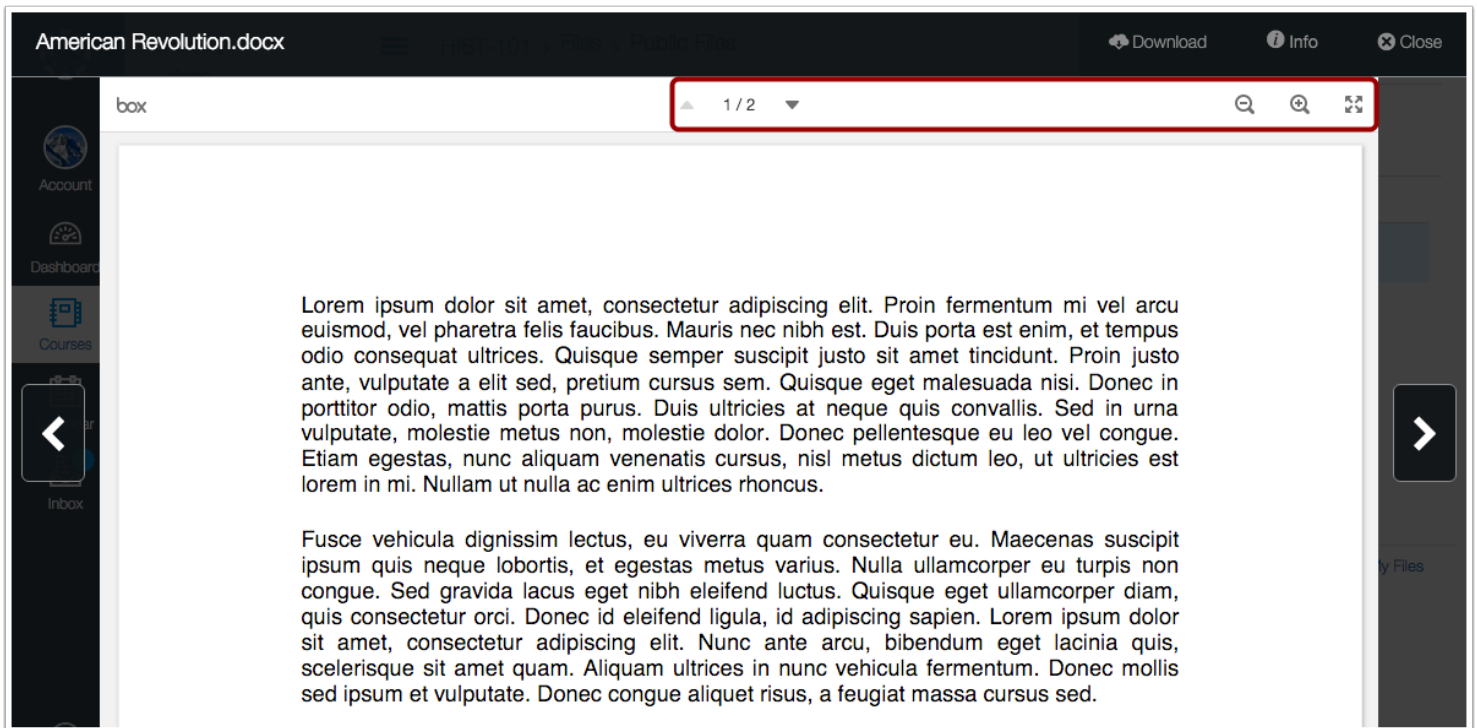 American Revolution.docx
HIST-101 › Files › Public Files
Download
Info
Close
box
1 / 2
Account
Dashboard
Courses
Inbox
Lorem ipsum dolor sit amet, consectetur adipiscing elit. Proin fermentum mi vel arcu
euismod, vel pharetra felis faucibus. Mauris nec nibh est. Duis porta est enim, et tempus
odio consequat ultrices. Quisque semper suscipit justo sit amet tincidunt. Proin justo
ante, vulputate a elit sed, pretium cursus sem. Quisque eget malesuada nisi. Donec in
porttitor odio, mattis porta purus. Duis ultricies at neque quis convallis. Sed in urna
vulputate, molestie metus non, molestie dolor. Donec pellentesque eu leo vel congue.
Etiam egestas, nunc aliquam venenatis cursus, nisl metus dictum leo, ut ultricies est
lorem in mi. Nullam ut nulla ac enim ultrices rhoncus.
Fusce vehicula dignissim lectus, eu viverra quam consectetur eu. Maecenas suscipit
ipsum quis neque lobortis, et egestas metus varius. Nulla ullamcorper eu turpis non
congue. Sed gravida lacus eget nibh eleifend luctus. Quisque eget ullamcorper diam,
quis consectetur orci. Donec id eleifend ligula, id adipiscing sapien. Lorem ipsum dolor
sit amet, consectetur adipiscing elit. Nunc ante arcu, bibendum eget lacinia quis,
scelerisque sit amet quam. Aliquam ultrices in nunc vehicula fermentum. Donec mollis
sed ipsum et vulputate. Donec congue aliquet risus, a feugiat massa cursus sed.
Files